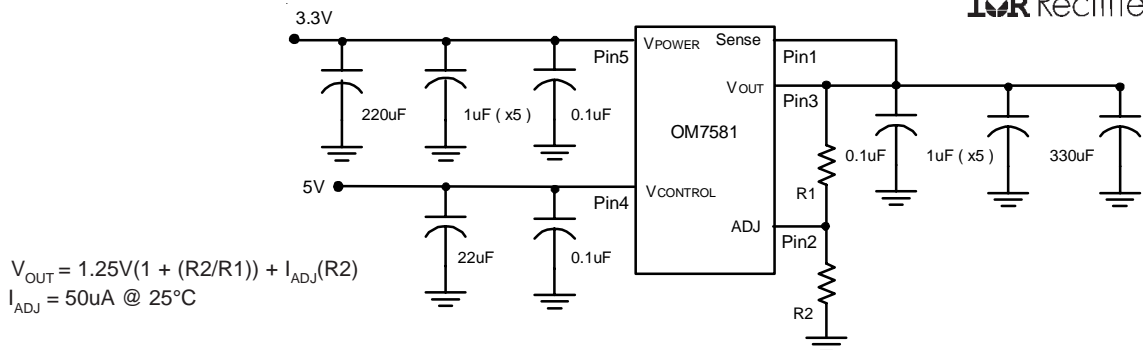 IOR Rectifie
3.3V
Pin5
VPOWER
Sense
Pin1
VOUT
Pin3
220uF
1uF ( x5)
0.1uF
OM7581
0.1uF
1uF ( x5)
330uF
R1
5V
Pin4
VCONTROL
ADJ
Pin2
22uF
0.1uF
R2
VOUT = 1.25V(1 + (R2/R1)) + IADJ(R2)
IADJ = 50uA @ 25°C